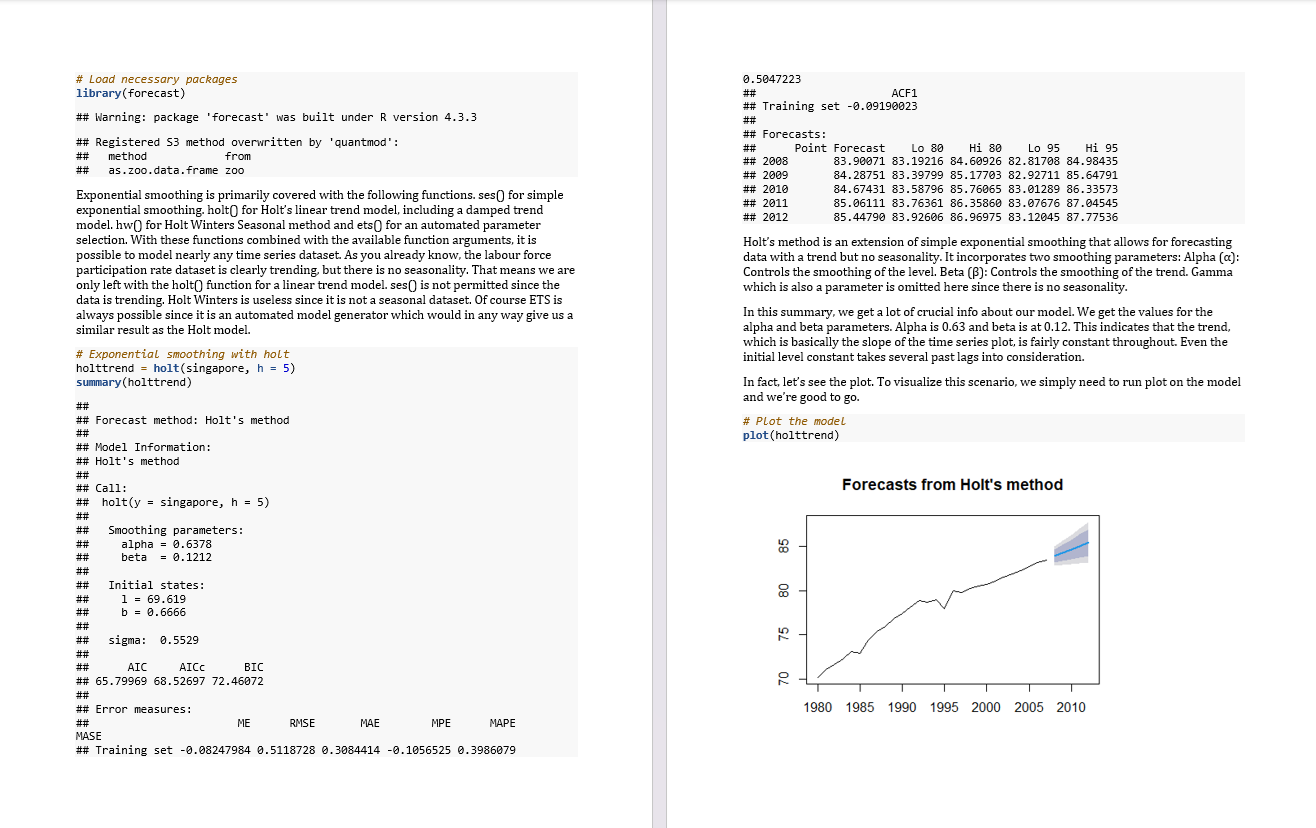 # Load necessary packages
library(forecast)
## Warning: package 'forecast' was built under R version 4.3.3
## Registered S3 method overwritten by 'quantmod':
##   method            from
##   as.zoo.data.frame zoo
Exponential smoothing is primarily covered with the following functions. ses() for simple
exponential smoothing. holt() for Holt's linear trend model, including a damped trend
model. hw() for Holt Winters Seasonal method and ets() for an automated parameter
selection. With these functions combined with the available function arguments, it is
possible to model nearly any time series dataset. As you already know, the labour force
participation rate dataset is clearly trending, but there is no seasonality. That means we are
only left with the holt() function for a linear trend model. ses() is not permitted since the
data is trending. Holt Winters is useless since it is not a seasonal dataset. Of course ETS is
always possible since it is an automated model generator which would in any way give us a
similar result as the Holt model.
# Exponential smoothing with holt
holttrend = holt(singapore, h = 5)
summary(holttrend)
##
## Forecast method: Holt's method
##
## Model Information:
## Holt's method
##
## Call:
##  holt(y = singapore, h = 5)
##
##   Smoothing parameters:
##     alpha = 0.6378
##     beta  = 0.1212
##
##   Initial states:
##     l = 69.619
##     b = 0.6666
##
##   sigma:  0.5529
##
##      AIC     AICc      BIC
## 65.79969 68.52697 72.46072
##
## Error measures:
##                       ME      RMSE       MAE        MPE      MAPE
MASE
## Training set -0.08247984 0.5118728 0.3084414 -0.1056525 0.3986079
0.5047223
##                     ACF1
## Training set -0.09190023
##
## Forecasts:
##      Point Forecast    Lo 80    Hi 80    Lo 95    Hi 95
## 2008       83.90071 83.19216 84.60926 82.81708 84.98435
## 2009       84.28751 83.39799 85.17703 82.92711 85.64791
## 2010       84.67431 83.58796 85.76065 83.01289 86.33573
## 2011       85.06111 83.76361 86.35860 83.07676 87.04545
## 2012       85.44790 83.92606 86.96975 83.12045 87.77536
Holt's method is an extension of simple exponential smoothing that allows for forecasting
data with a trend but no seasonality. It incorporates two smoothing parameters: Alpha (α):
Controls the smoothing of the level. Beta (β): Controls the smoothing of the trend. Gamma
which is also a parameter is omitted here since there is no seasonality.
In this summary, we get a lot of crucial info about our model. We get the values for the
alpha and beta parameters. Alpha is 0.63 and beta is at 0.12. This indicates that the trend,
which is basically the slope of the time series plot, is fairly constant throughout. Even the
initial level constant takes several past lags into consideration.
In fact, let's see the plot. To visualize this scenario, we simply need to run plot on the model
and we're good to go.
# Plot the model
plot(holttrend)
Forecasts from Holt's method
85
80
75
70
1980 1985 1990 1995 2000 2005 2010